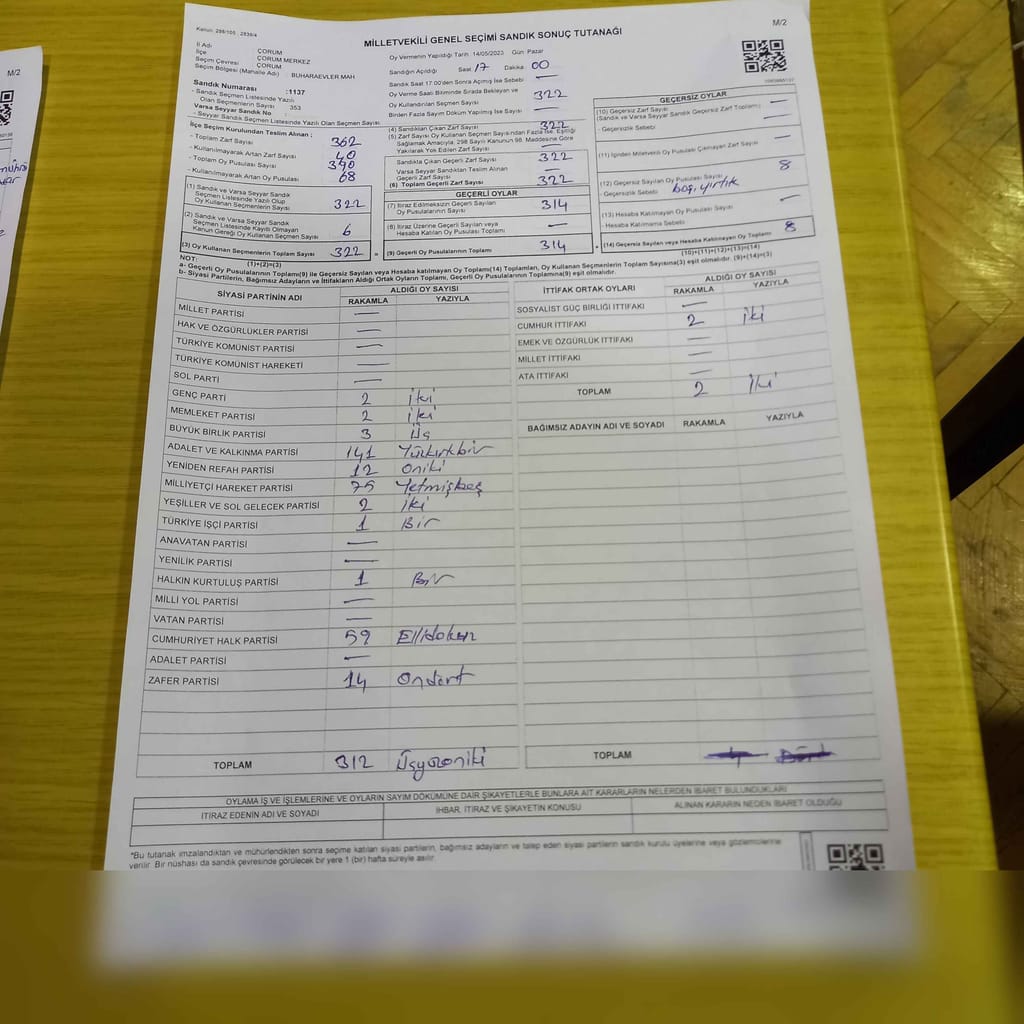 M/2
Kanun: 298/105 ; 2839/4
M/2
MİLLETVEKİLİ GENEL SEÇİMİ SANDIK SONUÇ TUTANAĞI
İl Adı : ÇORUM
İlçe : ÇORUM MERKEZ
Seçim Çevresi : ÇORUM
Seçim Bölgesi (Mahalle Adı) : BUHARAEVLER MAH
Oy Vermenin Yapıldığı Tarih :14/05/2023 Gün Pazar
Sandığın Açıldığı Saat 17 Dakika 00
Sandık Saat 17:00'den Sonra Açılmış İse Sebebi —
Oy Verme Saati Bitiminde Sırada Bekleyen ve
Oy Kullandırılan Seçmen Sayısı 322
Birden Fazla Sayım Döküm Yapılmış İse Sayısı —
Sandık Numarası :1137
- Sandık Seçmen Listesinde Yazılı
Olan Seçmenlerin Sayısı 353
Varsa Seyyar Sandık No :
- Seyyar Sandık Seçmen Listesinde Yazılı Olan Seçmen Sayısı
İlçe Seçim Kurulundan Teslim Alınan ;
- Toplam Zarf Sayısı 362
- Kullanılmayarak Artan Zarf Sayısı 40
- Toplam Oy Pusulası Sayısı 390
- Kullanılmayarak Artan Oy Pusulası 68
(1) Sandık ve Varsa Seyyar Sandık
Seçmen Listesinde Yazılı Olup
Oy Kullanan Seçmenlerin Sayısı 322
(2) Sandık ve Varsa Seyyar Sandık
Seçmen Listesinde Kayıtlı Olmayan
Kanun Gereği Oy Kullanan Seçmen Sayısı 6
(3) Oy Kullanan Seçmenlerin Toplam Sayısı 322 =
(1)+(2)=(3)
(4) Sandıktan Çıkan Zarf Sayısı 322
(5) Zarf Sayısı Oy Kullanan Seçmen Sayısından Fazla İse, Eşitliği
Sağlamak Amacıyla, 298 Sayılı Kanunun 98. Maddesine Göre
Yakılarak Yok Edilen Zarf Sayısı —
Sandıkta Çıkan Geçerli Zarf Sayısı 322
Varsa Seyyar Sandıktan Teslim Alınan
Geçerli Zarf Sayısı
(6) Toplam Geçerli Zarf Sayısı 322
GEÇERLİ OYLAR
(7) İtiraz Edilmeksizin Geçerli Sayılan
Oy Pusulalarının Sayısı 314
(8) İtiraz Üzerine Geçerli Sayılan veya
Hesaba Katılan Oy Pusulası Toplamı —
(9) Geçerli Oy Pusulalarının Toplamı 314 +
GEÇERSİZ OYLAR
(10) Geçersiz Zarf Sayısı
(Sandık ve Varsa Seyyar Sandık Geçersiz Zarf Toplamı) —
- Geçersizlik Sebebi —
(11) İçinden Milletvekili Oy Pusulası Çıkmayan Zarf Sayısı —
(12) Geçersiz Sayılan Oy Pusulası Sayısı 8
- Geçersizlik Sebebi boş, yırtık
(13) Hesaba Katılmayan Oy Pusulası Sayısı —
- Hesaba Katılmama Sebebi
(14) Geçersiz Sayılan veya Hesaba Katılmayan Oy Toplamı 8
(10)+(11)+(12)+(13)=(14)
NOT:
a- Geçerli Oy Pusulalarının Toplamı(9) ile Geçersiz Sayılan veya Hesaba katılmayan Oy Toplamı(14) Toplamları, Oy Kullanan Seçmenlerin Toplam Sayısına(3) eşit olmalıdır. (9)+(14)=(3)
b- Siyasi Partilerin, Bağımsız Adayların ve İttifakların Aldığı Ortak Oyların Toplamı, Geçerli Oy Pusulalarının Toplamına(9) eşit olmalıdır.
SİYASİ PARTİNİN ADI ALDIĞI OY SAYISI
RAKAMLA YAZIYLA
MİLLET PARTİSİ —
HAK VE ÖZGÜRLÜKLER PARTİSİ —
TÜRKİYE KOMÜNİST PARTİSİ —
TÜRKİYE KOMÜNİST HAREKETİ —
SOL PARTİ —
GENÇ PARTİ 2 iki
MEMLEKET PARTİSİ 2 iki
BÜYÜK BİRLİK PARTİSİ 3 Üç
ADALET VE KALKINMA PARTİSİ 141 Yüzkırkbir
YENİDEN REFAH PARTİSİ 12 Oniki
MİLLİYETÇİ HAREKET PARTİSİ 75 Yetmişbeş
YEŞİLLER VE SOL GELECEK PARTİSİ 2 İki
TÜRKİYE İŞÇİ PARTİSİ 1 Bir
ANAVATAN PARTİSİ —
YENİLİK PARTİSİ —
HALKIN KURTULUŞ PARTİSİ 1 Bir
MİLLİ YOL PARTİSİ —
VATAN PARTİSİ —
CUMHURİYET HALK PARTİSİ 59 Ellidokuz
ADALET PARTİSİ —
ZAFER PARTİSİ 14 Ondört
TOPLAM 312 Üçyüzoniki
İTTİFAK ORTAK OYLARI ALDIĞI OY SAYISI
RAKAMLA YAZIYLA
SOSYALİST GÜÇ BİRLİĞİ İTTİFAKI —
CUMHUR İTTİFAKI 2 iki
EMEK VE ÖZGÜRLÜK İTTİFAKI —
MİLLET İTTİFAKI —
ATA İTTİFAKI —
TOPLAM 2 İki
BAĞIMSIZ ADAYIN ADI VE SOYADI RAKAMLA YAZIYLA
TOPLAM
OYLAMA İŞ VE İŞLEMLERİNE VE OYLARIN SAYIM DÖKÜMÜNE DAİR ŞİKAYETLERLE BUNLARA AİT KARARLARIN NELERDEN İBARET BULUNDUKLARI
İTİRAZ EDENİN ADI VE SOYADI İHBAR, İTİRAZ VE ŞİKAYETİN KONUSU ALINAN KARARIN NEDEN İBARET OLDUĞU
*Bu tutanak imzalandıktan ve mühürlendikten sonra seçime katılan siyasi partilerin, bağımsız adayların ve talep eden siyasi partilerin sandık kurulu üyelerine veya gözlemcilerine
verilir. Bir nüshası da sandık çevresinde görülecek bir yere 1 (bir) hafta süreyle asılır.